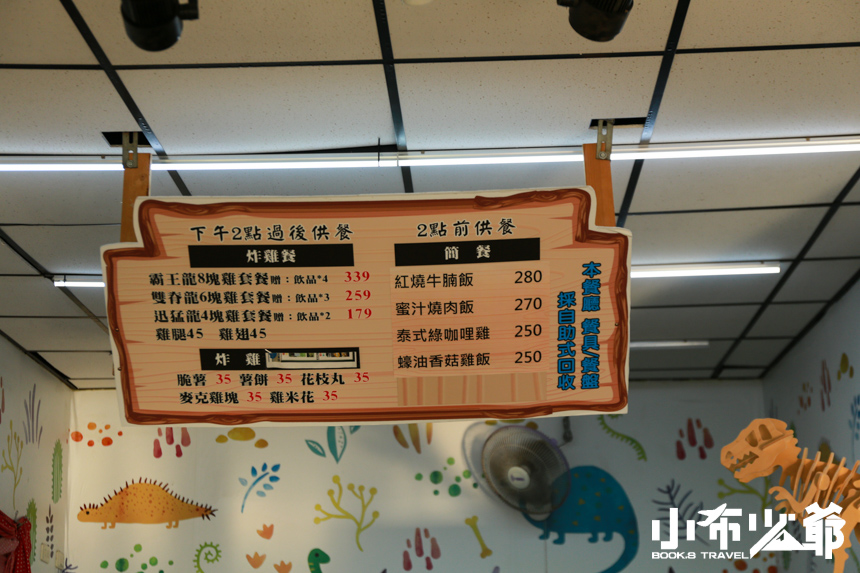 下午2點過後供餐
炸雞餐
霸王龍8塊雞套餐贈：飲品*4 339
雙脊龍6塊雞套餐贈：飲品*3 259
迅猛龍4塊雞套餐贈：飲品*2 179
雞腿45 雞翅45
炸雞
脆薯 35 薯餅 35 花枝丸 35
麥克雞塊 35 雞米花 35
2點前供餐
簡餐
紅燒牛腩飯 280
蜜汁燒肉飯 270
泰式綠咖哩雞 250
蠔油香菇雞飯 250
本餐廳 餐具/餐盤
採自助式回收
小布少爺
BOOK.B TRAVEL